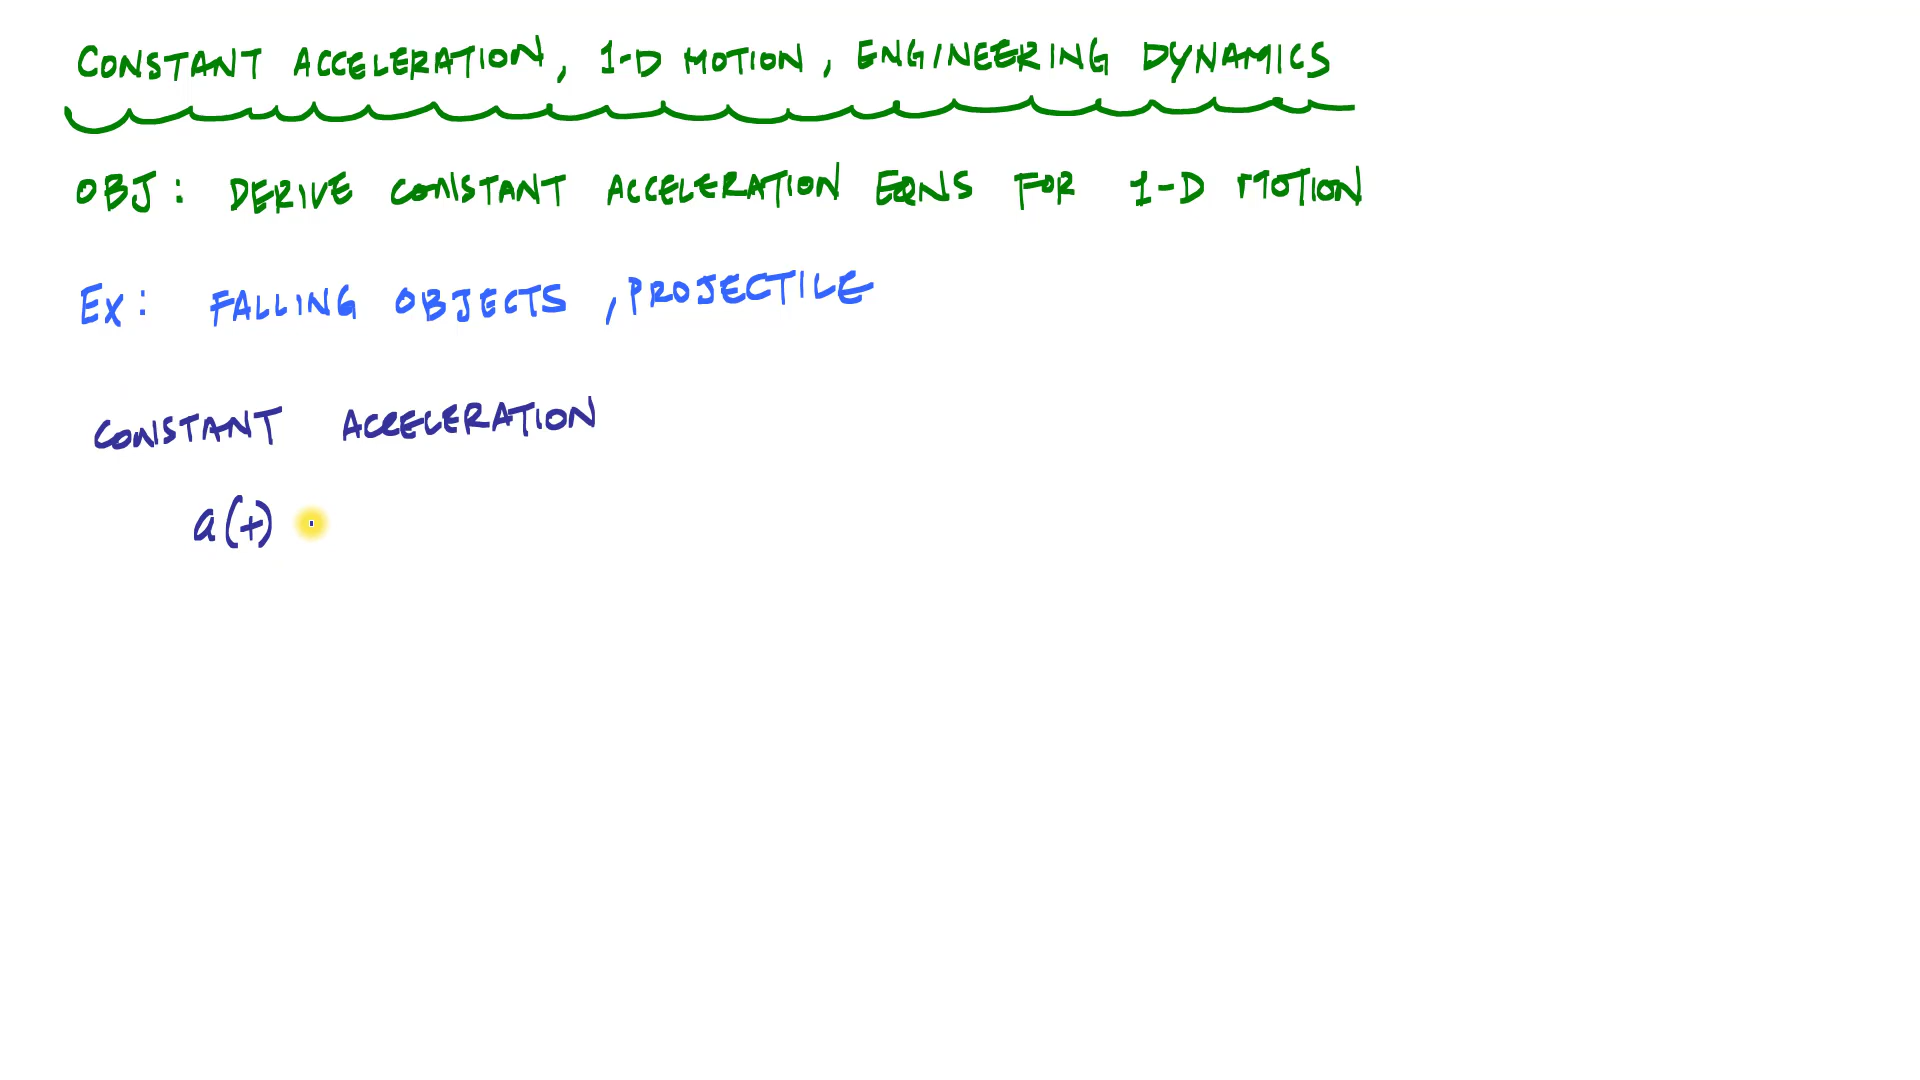 CONSTANT ACCELERATION, 1-D MOTION, ENGINEERING DYNAMICS
OBJ: DERIVE CONSTANT ACCELERATION EQNS FOR 1-D MOTION
EX: FALLING OBJECTS, PROJECTILE
CONSTANT ACCELERATION
a(t)